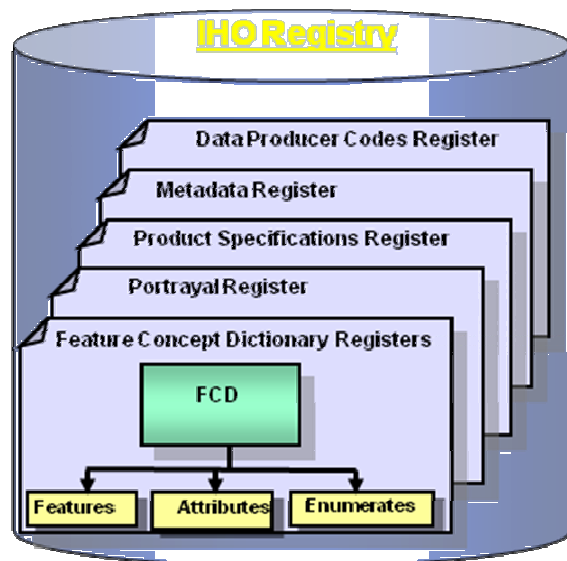 IHO Registry
Data Producer Codes Register
Metadata Register
Product Specifications Register
Portrayal Register
Feature Concept Dictionary Registers
FCD
Features
Attributes
Enumerates